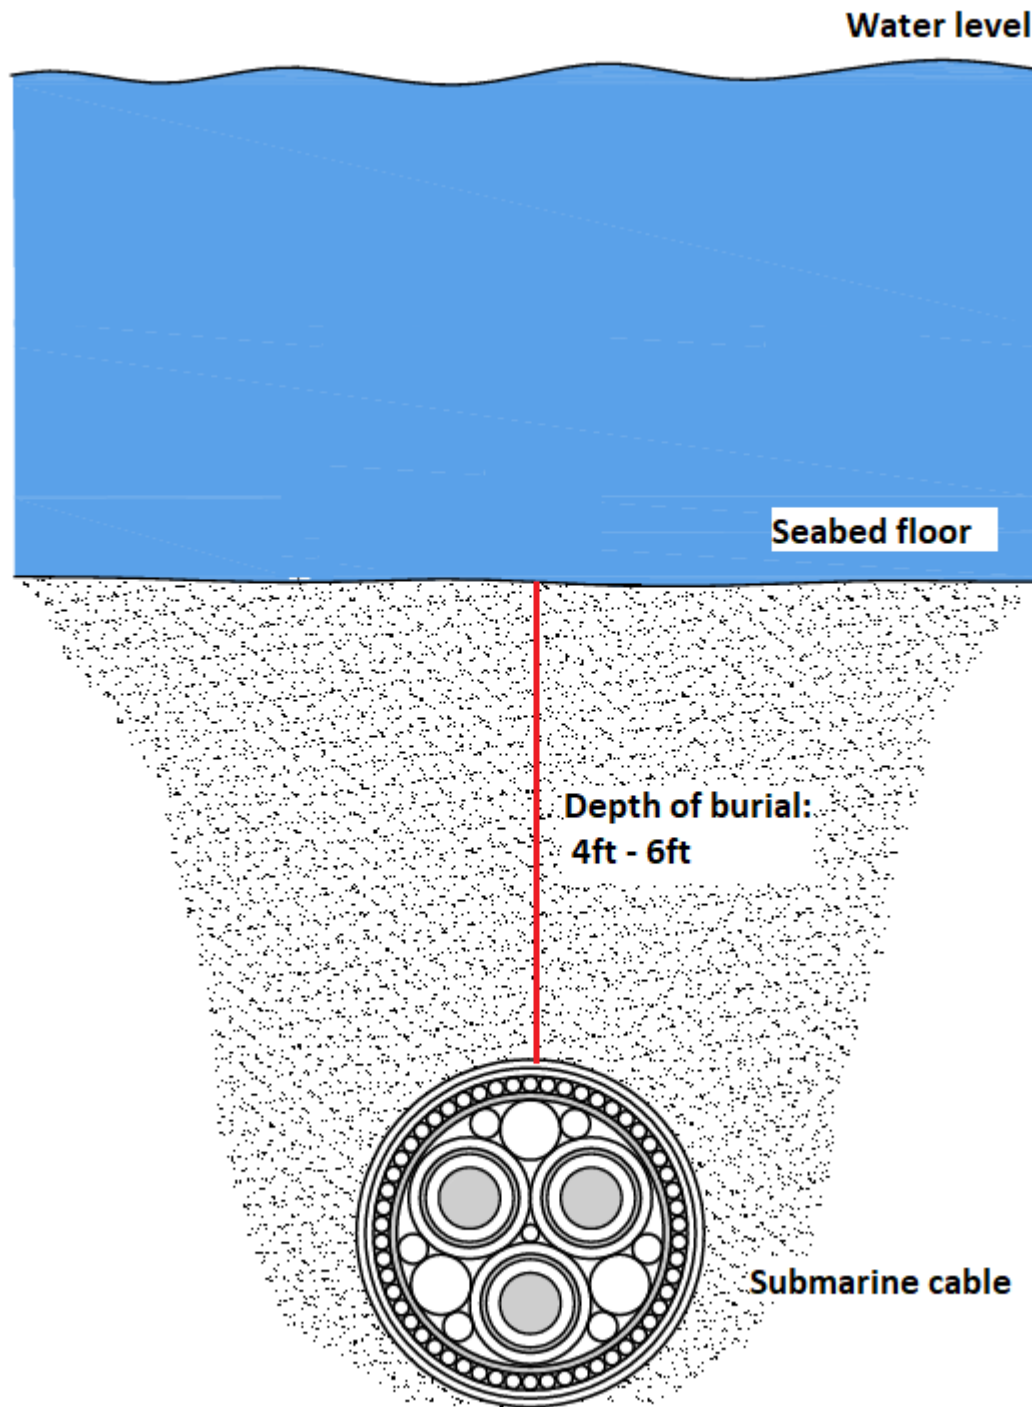 Water level
Seabed floor
Depth of burial:
4ft - 6ft
Submarine cable